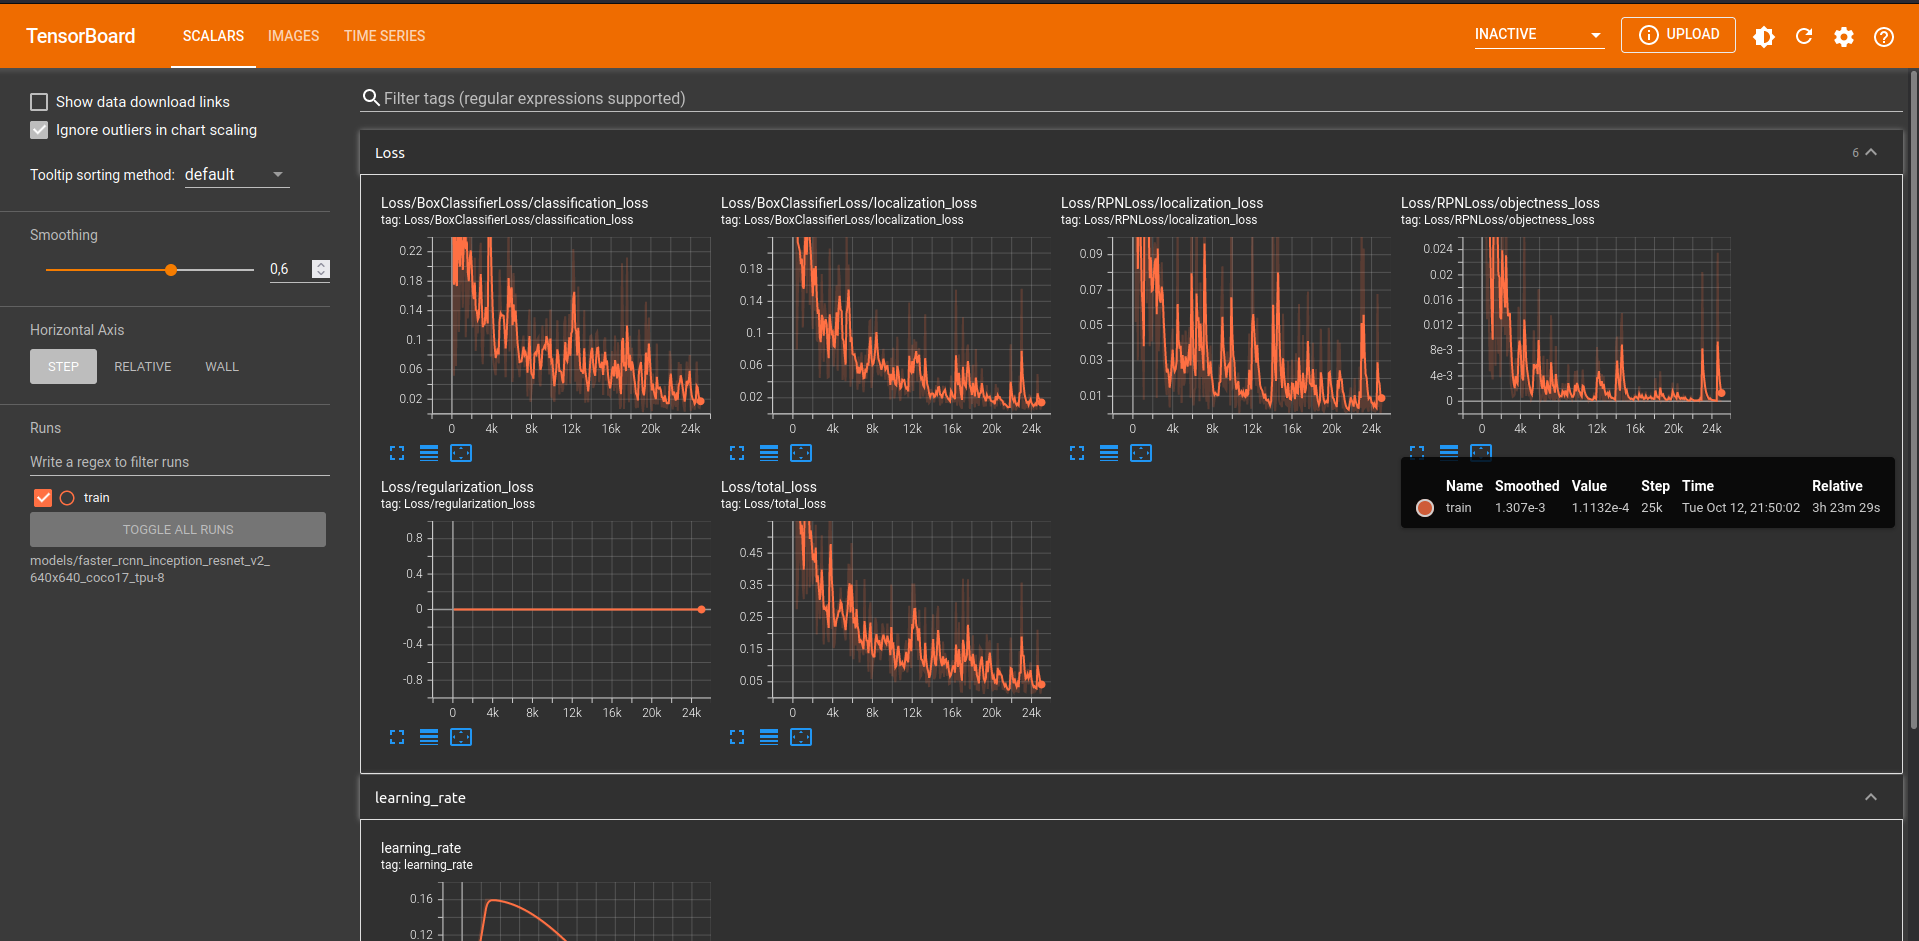 TensorBoard
SCALARS
IMAGES
TIME SERIES
INACTIVE
UPLOAD
Show data download links
Ignore outliers in chart scaling
Tooltip sorting method: default
Smoothing
0,6
Horizontal Axis
STEP
RELATIVE
WALL
Runs
Write a regex to filter runs
train
TOGGLE ALL RUNS
models/faster_rcnn_inception_resnet_v2_
640x640_coco17_tpu-8
Filter tags (regular expressions supported)
Loss
6
Loss/BoxClassifierLoss/classification_loss
tag: Loss/BoxClassifierLoss/classification_loss
0.22
0.18
0.14
0.1
0.06
0.02
0 4k 8k 12k 16k 20k 24k
Loss/BoxClassifierLoss/localization_loss
tag: Loss/BoxClassifierLoss/localization_loss
0.18
0.14
0.1
0.06
0.02
0 4k 8k 12k 16k 20k 24k
Loss/RPNLoss/localization_loss
tag: Loss/RPNLoss/localization_loss
0.09
0.07
0.05
0.03
0.01
0 4k 8k 12k 16k 20k 24k
Loss/RPNLoss/objectness_loss
tag: Loss/RPNLoss/objectness_loss
0.024
0.02
0.016
0.012
8e-3
4e-3
0
0 4k 8k 12k 16k 20k 24k
Name Smoothed Value Step Time Relative
train 1.307e-3 1.1132e-4 25k Tue Oct 12, 21:50:02 3h 23m 29s
Loss/regularization_loss
tag: Loss/regularization_loss
0.8
0.4
0
-0.4
-0.8
0 4k 8k 12k 16k 20k 24k
Loss/total_loss
tag: Loss/total_loss
0.45
0.35
0.25
0.15
0.05
0 4k 8k 12k 16k 20k 24k
learning_rate
learning_rate
tag: learning_rate
0.16
0.12